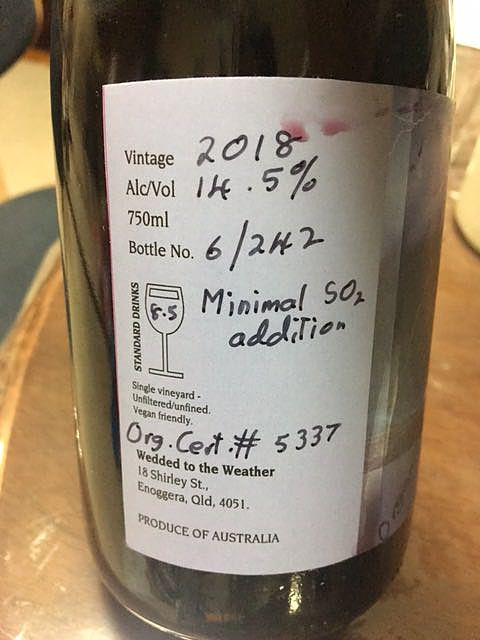 Vintage 2018
Alc/Vol 14.5%
750ml
Bottle No. 6/242
STANDARD DRINKS
8.5
Minimal SO₂
addition
Single vineyard -
Unfiltered/unfined.
Vegan friendly.
Org. Cert. # 5337
Wedded to the Weather
18 Shirley St.,
Enoggera, Qld, 4051.
PRODUCE OF AUSTRALIA